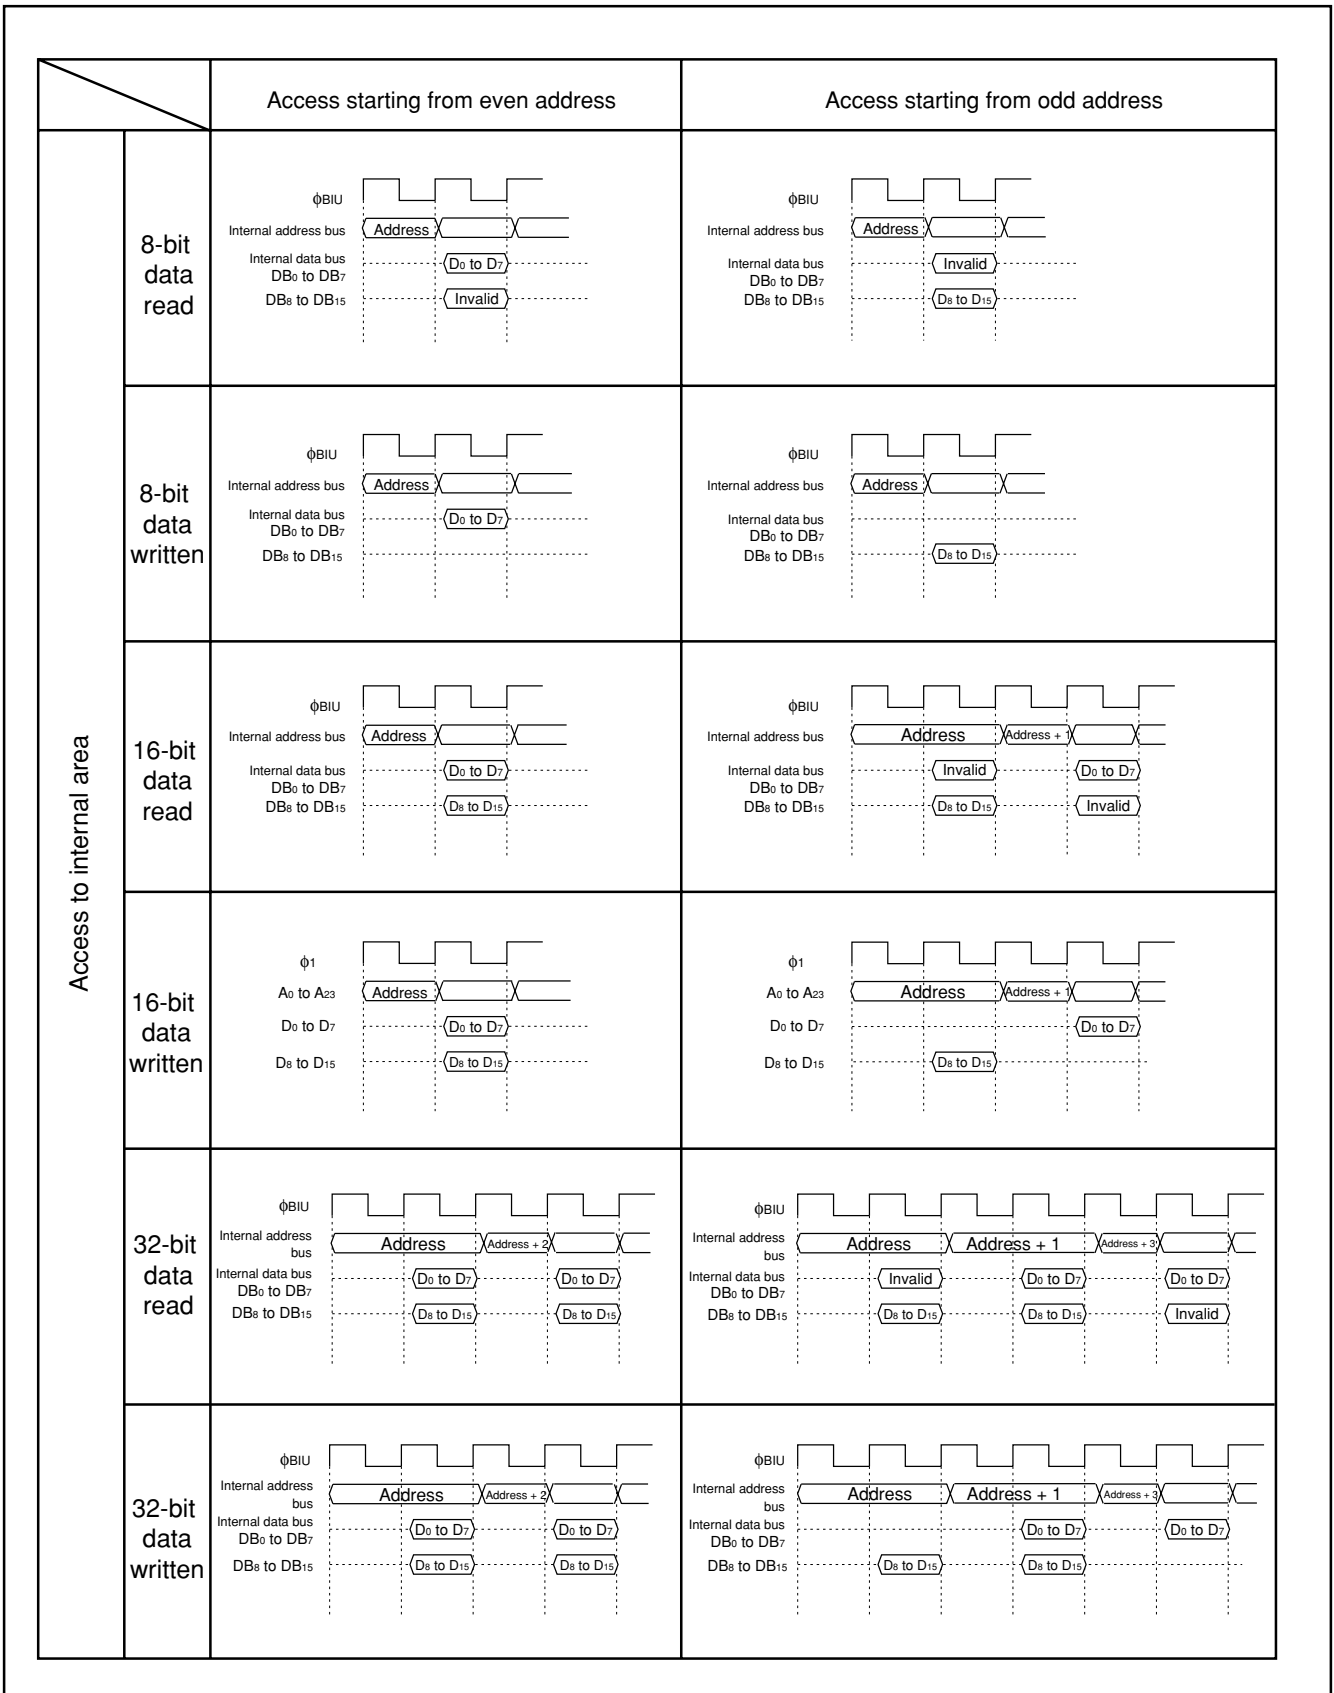 Access starting from even address
Access starting from odd address
Access to internal area
8-bit
data
read
ϕBIU
Internal address bus
Address
Internal data bus
DB0 to DB7
D0 to D7
DB8 to DB15
Invalid
ϕBIU
Internal address bus
Address
Internal data bus
DB0 to DB7
Invalid
DB8 to DB15
D8 to D15
8-bit
data
written
ϕBIU
Internal address bus
Address
Internal data bus
DB0 to DB7
D0 to D7
DB8 to DB15
ϕBIU
Internal address bus
Address
Internal data bus
DB0 to DB7
DB8 to DB15
D8 to D15
16-bit
data
read
ϕBIU
Internal address bus
Address
Internal data bus
DB0 to DB7
D0 to D7
DB8 to DB15
D8 to D15
ϕBIU
Internal address bus
Address Address + 1
Internal data bus
DB0 to DB7
Invalid D0 to D7
DB8 to DB15
D8 to D15 Invalid
16-bit
data
written
ϕ1
A0 to A23
Address
D0 to D7
D0 to D7
D8 to D15
D8 to D15
ϕ1
A0 to A23
Address Address + 1
D0 to D7
D0 to D7
D8 to D15
D8 to D15
32-bit
data
read
ϕBIU
Internal address
bus
Address Address + 2
Internal data bus
DB0 to DB7
D0 to D7 D0 to D7
DB8 to DB15
D8 to D15 D8 to D15
ϕBIU
Internal address
bus
Address Address + 1 Address + 3
Internal data bus
DB0 to DB7
Invalid D0 to D7 D0 to D7
DB8 to DB15
D8 to D15 D8 to D15 Invalid
32-bit
data
written
ϕBIU
Internal address
bus
Address Address + 2
Internal data bus
DB0 to DB7
D0 to D7 D0 to D7
DB8 to DB15
D8 to D15 D8 to D15
ϕBIU
Internal address
bus
Address Address + 1 Address + 3
Internal data bus
DB0 to DB7
D0 to D7 D0 to D7
DB8 to DB15
D8 to D15 D8 to D15